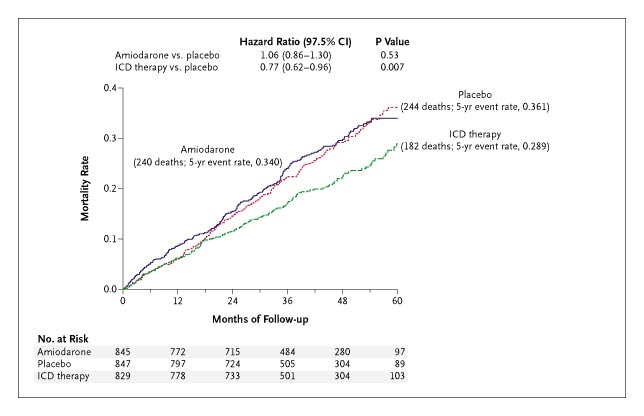 Hazard Ratio (97.5% CI) P Value
Amiodarone vs. placebo 1.06 (0.86–1.30) 0.53
ICD therapy vs. placebo 0.77 (0.62–0.96) 0.007
0.4
0.3
0.2
0.1
0.0
Mortality Rate
Placebo
(244 deaths; 5-yr event rate, 0.361)
ICD therapy
(182 deaths; 5-yr event rate, 0.289)
Amiodarone
(240 deaths; 5-yr event rate, 0.340)
0 12 24 36 48 60
Months of Follow-up
No. at Risk
Amiodarone 845 772 715 484 280 97
Placebo 847 797 724 505 304 89
ICD therapy 829 778 733 501 304 103